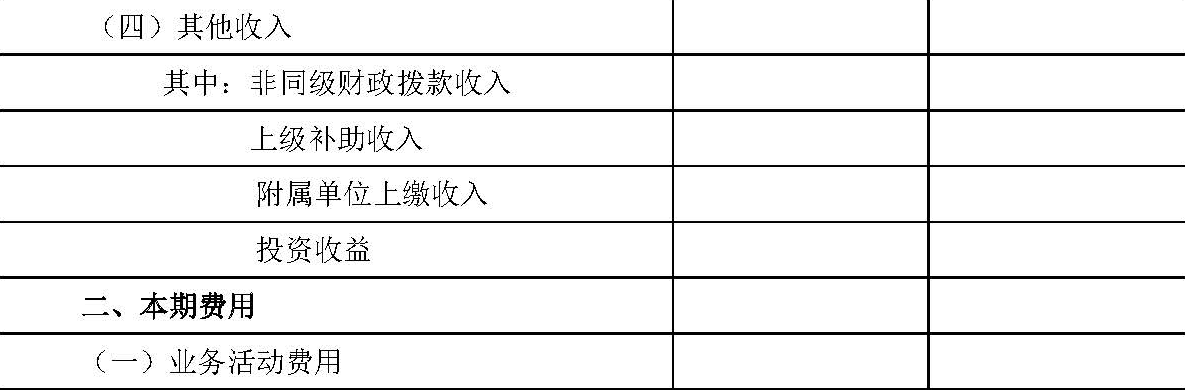 （四）其他收入
其中：非同级财政拨款收入
上级补助收入
附属单位上缴收入
投资收益
二、本期费用
（一）业务活动费用